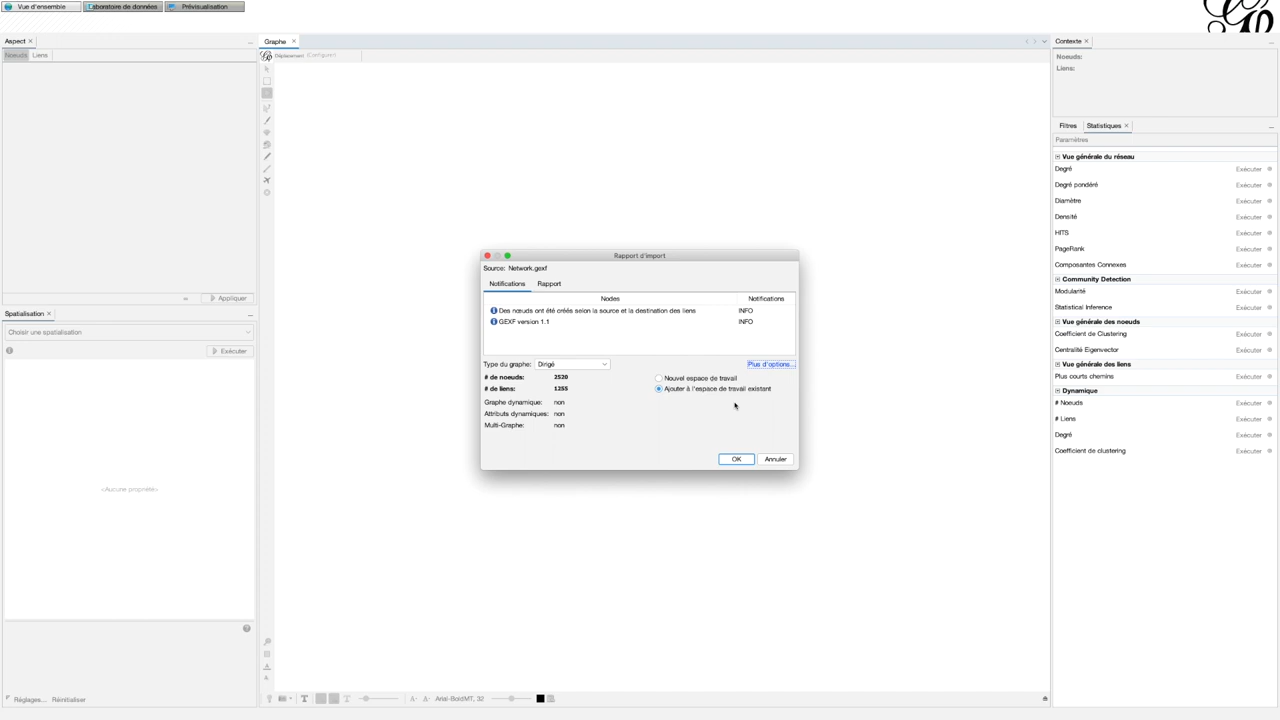 Vue d'ensemble
Laboratoire de données
Prévisualisation
Aspect
Noeuds Liens
Appliquer
Spatialisation
Choisir une spatialisation
Exécuter
<Aucune propriété>
Réglages... Réinitialiser
Graphe
Déplacement (Configurer)
Rapport d'import
Source: Network.gexf
Notifications Rapport
Nodes Notifications
Des nœuds ont été créés selon la source et la destination des liens INFO
GEXF version 1.1 INFO
Type du graphe: Dirigé Plus d'options...
# de noeuds: 2520
# de liens: 1255
Graphe dynamique: non
Attributs dynamiques: non
Multi-Graphe: non
Nouvel espace de travail
Ajouter à l'espace de travail existant
OK Annuler
T T A- A- Arial-BoldMT, 32
Contexte
Noeuds:
Liens:
Filtres Statistiques
Paramètres
Vue générale du réseau
Degré Exécuter
Degré pondéré Exécuter
Diamètre Exécuter
Densité Exécuter
HITS Exécuter
PageRank Exécuter
Composantes Connexes Exécuter
Community Detection
Modularité Exécuter
Statistical Inference Exécuter
Vue générale des noeuds
Coefficient de Clustering Exécuter
Centralité Eigenvector Exécuter
Vue générale des liens
Plus courts chemins Exécuter
Dynamique
# Noeuds Exécuter
# Liens Exécuter
Degré Exécuter
Coefficient de clustering Exécuter